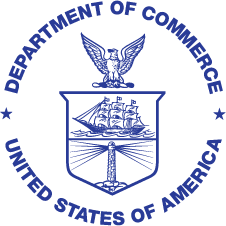 DEPARTMENT OF COMMERCE
UNITED STATES OF AMERICA